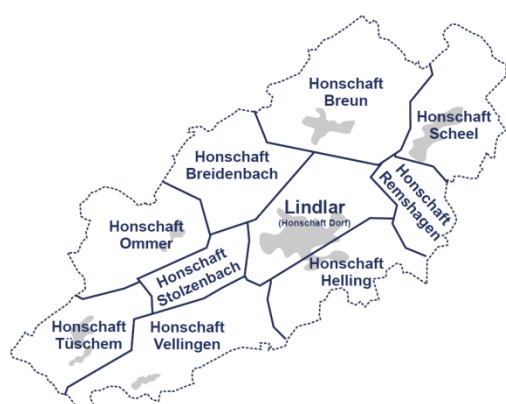 Honschaft
Breun
Honschaft
Scheel
Honschaft
Breidenbach
Honschaft
Remshagen
Lindlar
(Honschaft Dorf)
Honschaft
Ommer
Honschaft
Stolzenbach
Honschaft
Helling
Honschaft
Tüschem
Honschaft
Vellingen